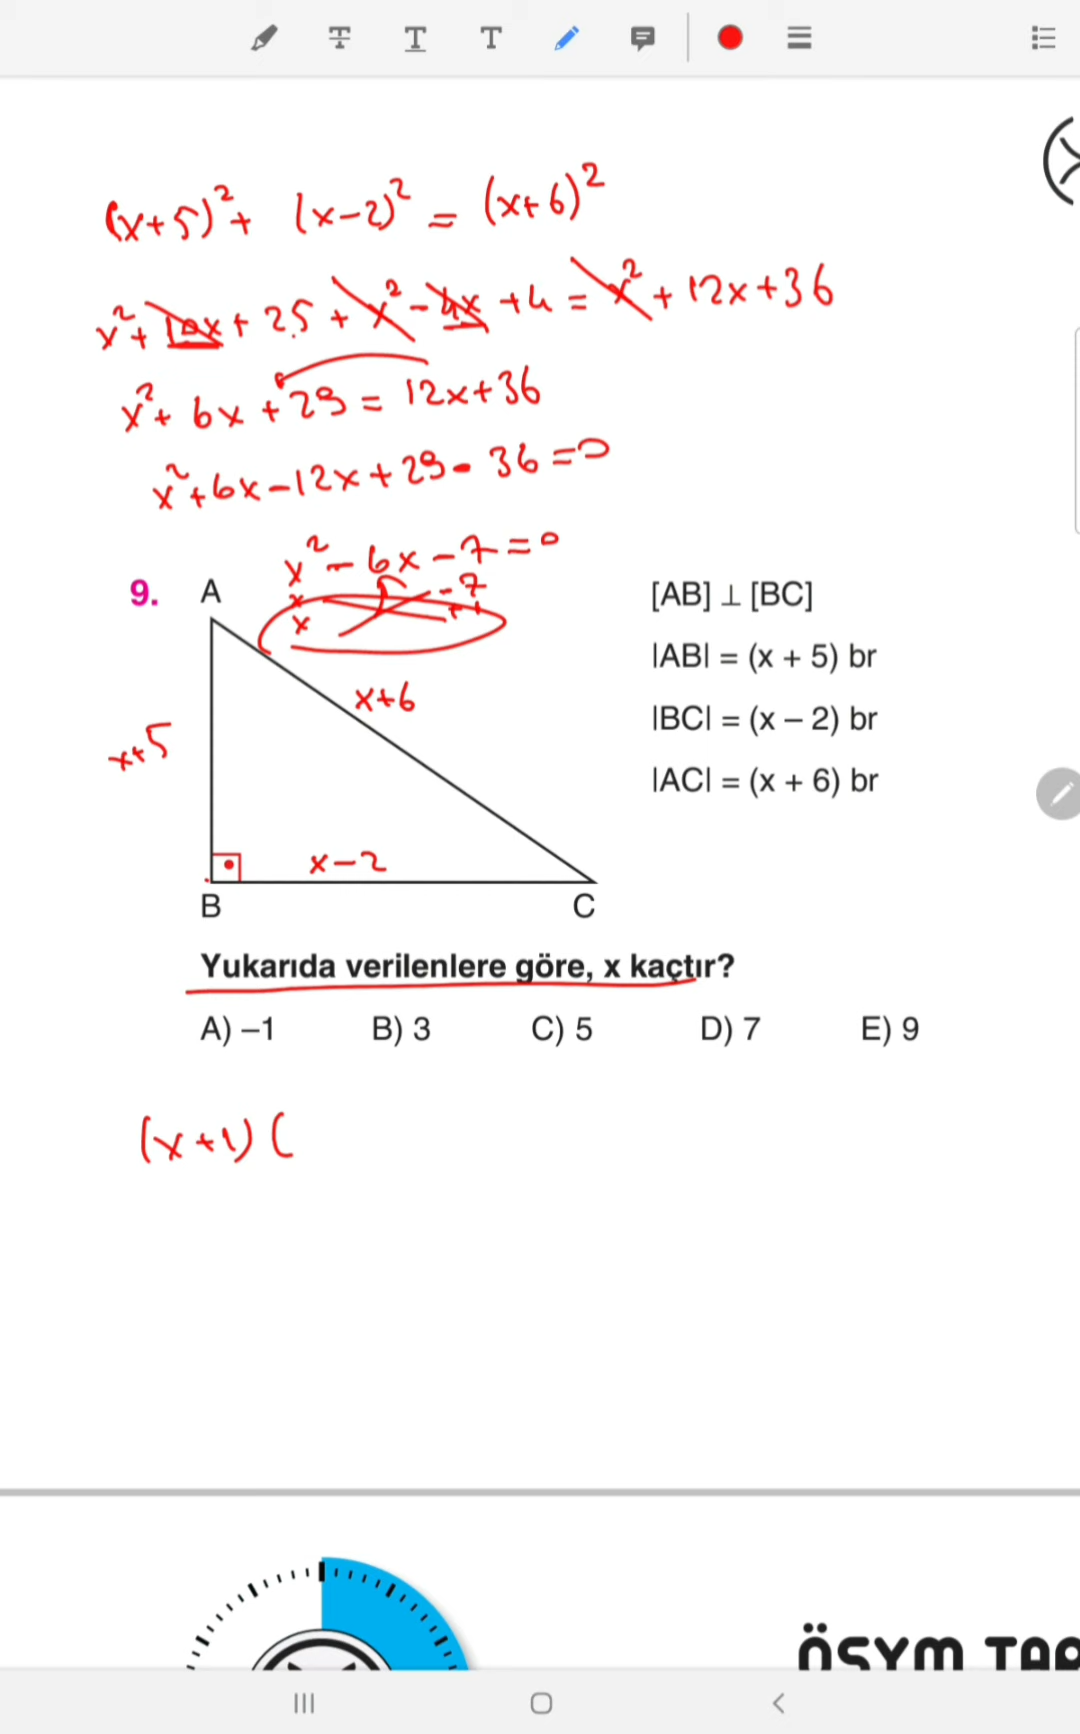 (x+5)²+ (x-2)² = (x+6)²
x²+10x+25+x²-4x+4=x²+12x+36
x²+6x+29=12x+36
x²+6x-12x+29-36=0
x²-6x-7=0
x -7
x +1
9. A
x+6
x+5
x-2
B C
[AB] ⊥ [BC]
|AB| = (x + 5) br
|BC| = (x – 2) br
|AC| = (x + 6) br
Yukarıda verilenlere göre, x kaçtır?
A) –1 B) 3 C) 5 D) 7 E) 9
(x+1)(
ÖSYM